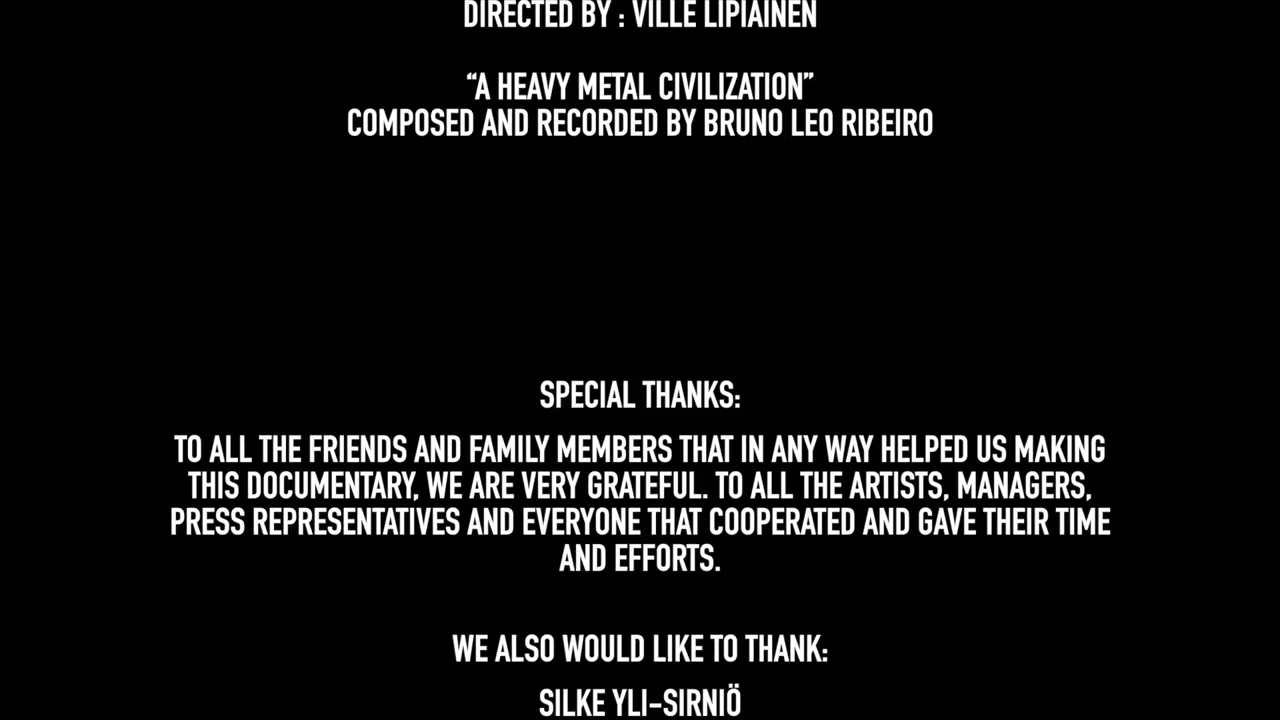 DIRECTED BY : VILLE LIPIAINEN
“A HEAVY METAL CIVILIZATION”
COMPOSED AND RECORDED BY BRUNO LEO RIBEIRO
SPECIAL THANKS:
TO ALL THE FRIENDS AND FAMILY MEMBERS THAT IN ANY WAY HELPED US MAKING
THIS DOCUMENTARY, WE ARE VERY GRATEFUL. TO ALL THE ARTISTS, MANAGERS,
PRESS REPRESENTATIVES AND EVERYONE THAT COOPERATED AND GAVE THEIR TIME
AND EFFORTS.
WE ALSO WOULD LIKE TO THANK:
SILKE YLI-SIRNIÖ